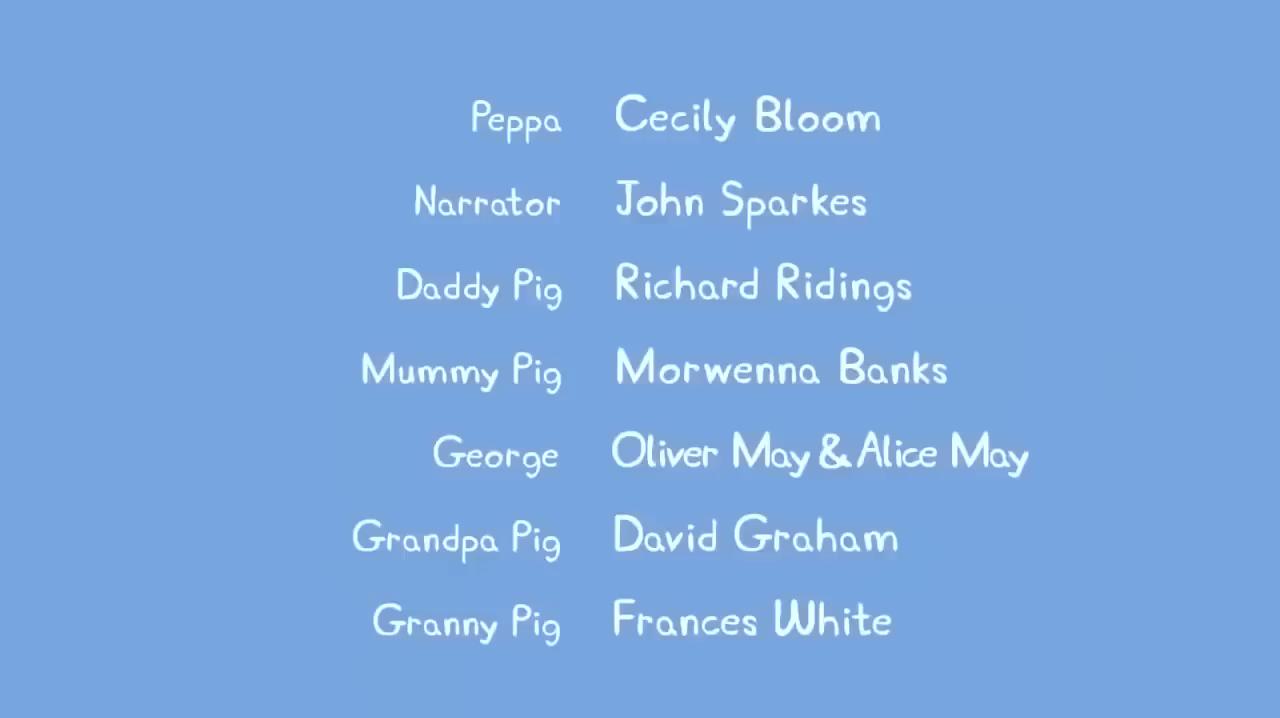 Peppa Cecily Bloom
Narrator John Sparkes
Daddy Pig Richard Ridings
Mummy Pig Morwenna Banks
George Oliver May & Alice May
Grandpa Pig David Graham
Granny Pig Frances White